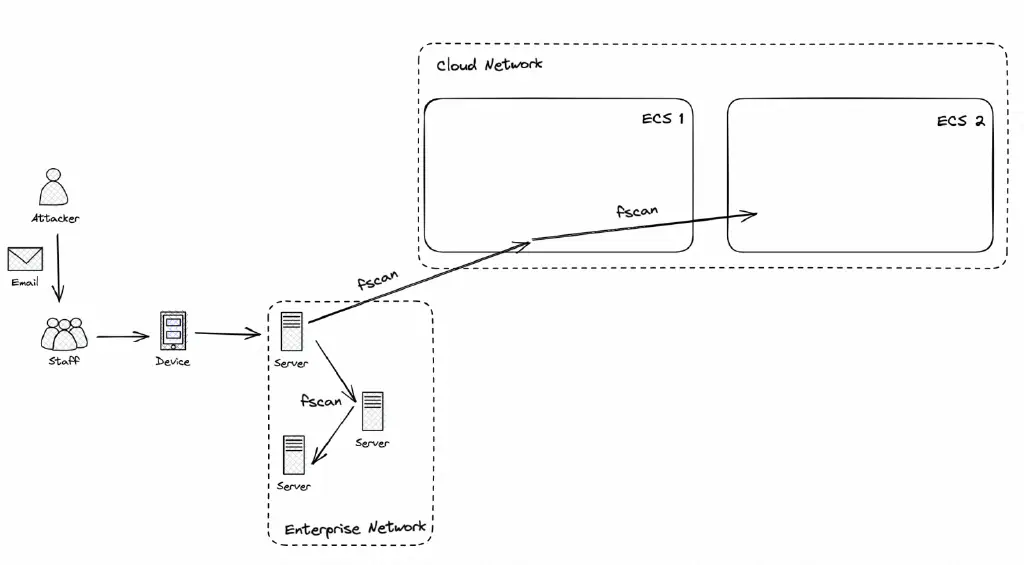 Cloud Network
ECS 1
ECS 2
Attacker
fscan
Email
fscan
Staff
Device
Server
fscan
Server
Server
Enterprise Network